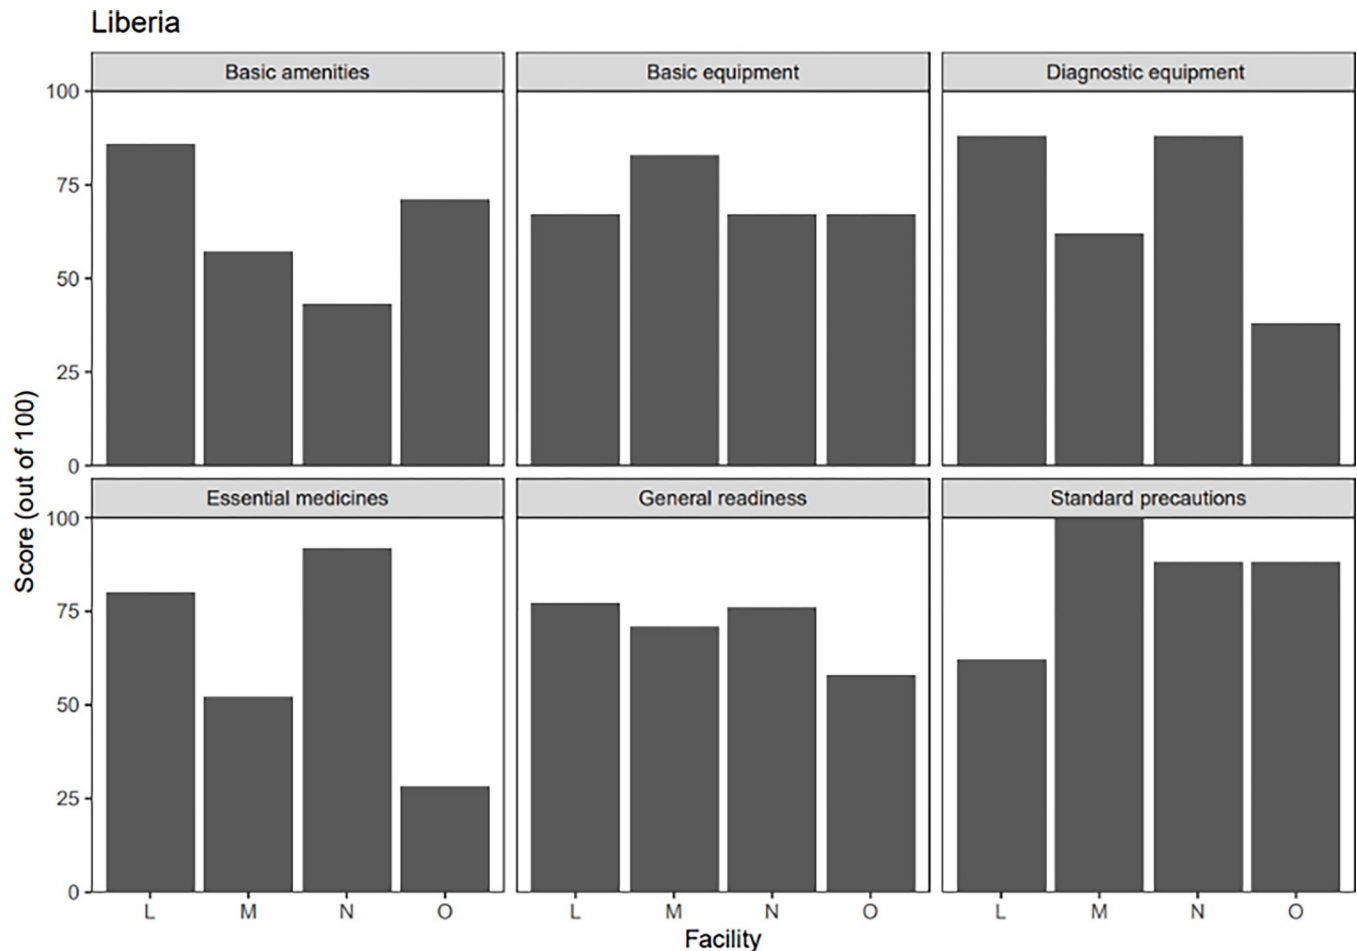 Liberia
Basic amenities Basic equipment Diagnostic equipment
100
75
50
25
0
Essential medicines General readiness Standard precautions
100
75
50
25
0
L M N O L M N O L M N O
Facility
Score (out of 100)